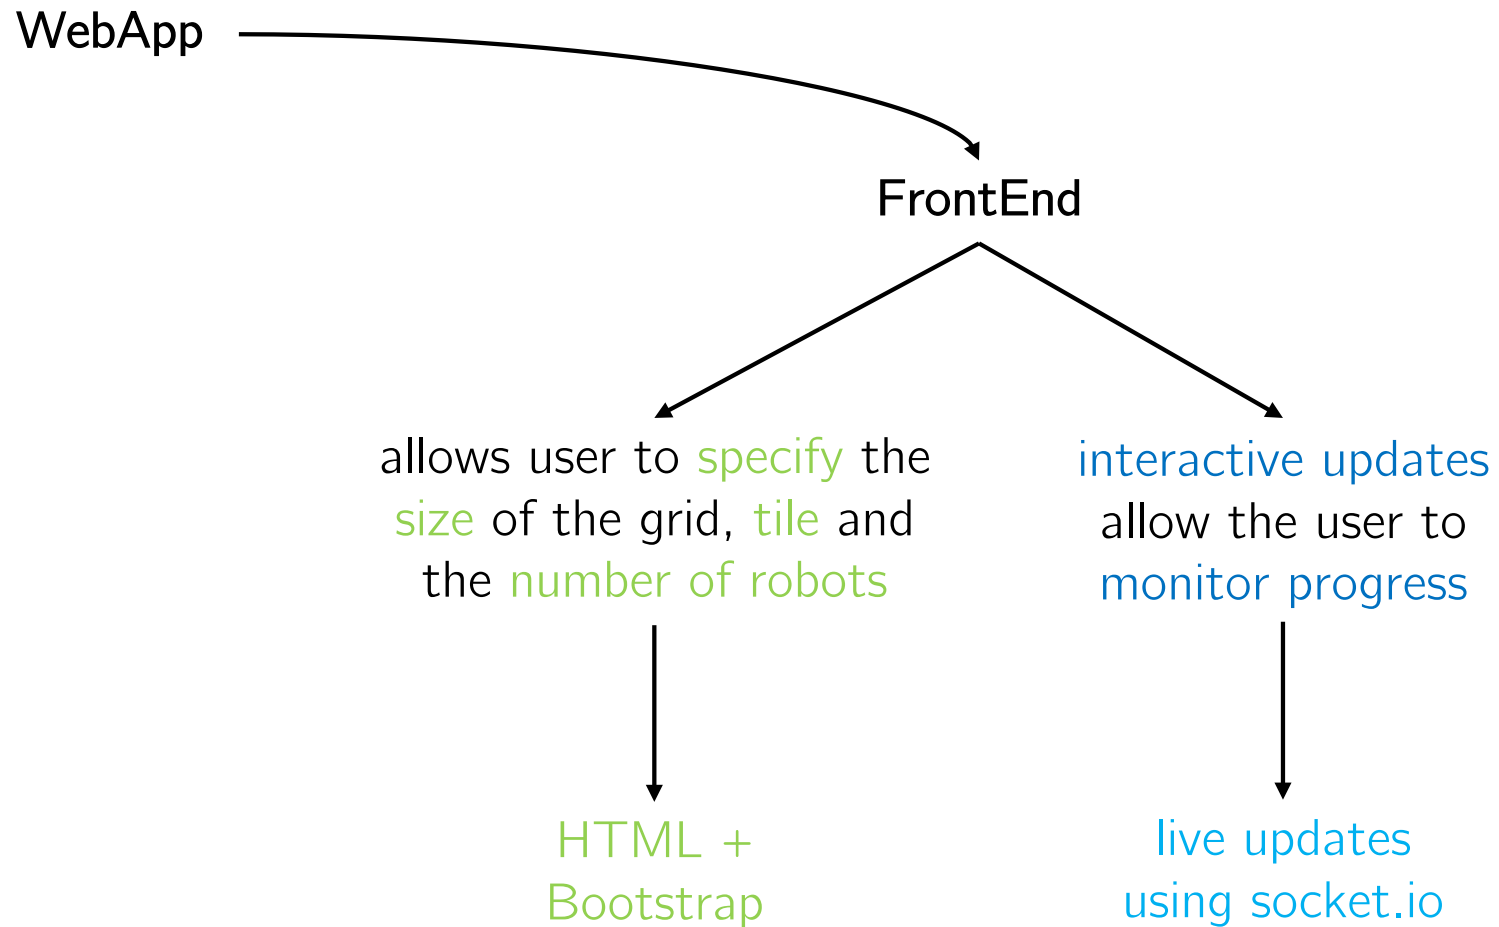 WebApp
FrontEnd
allows user to specify the
size of the grid, tile and
the number of robots
interactive updates
allow the user to
monitor progress
HTML +
Bootstrap
live updates
using socket.io